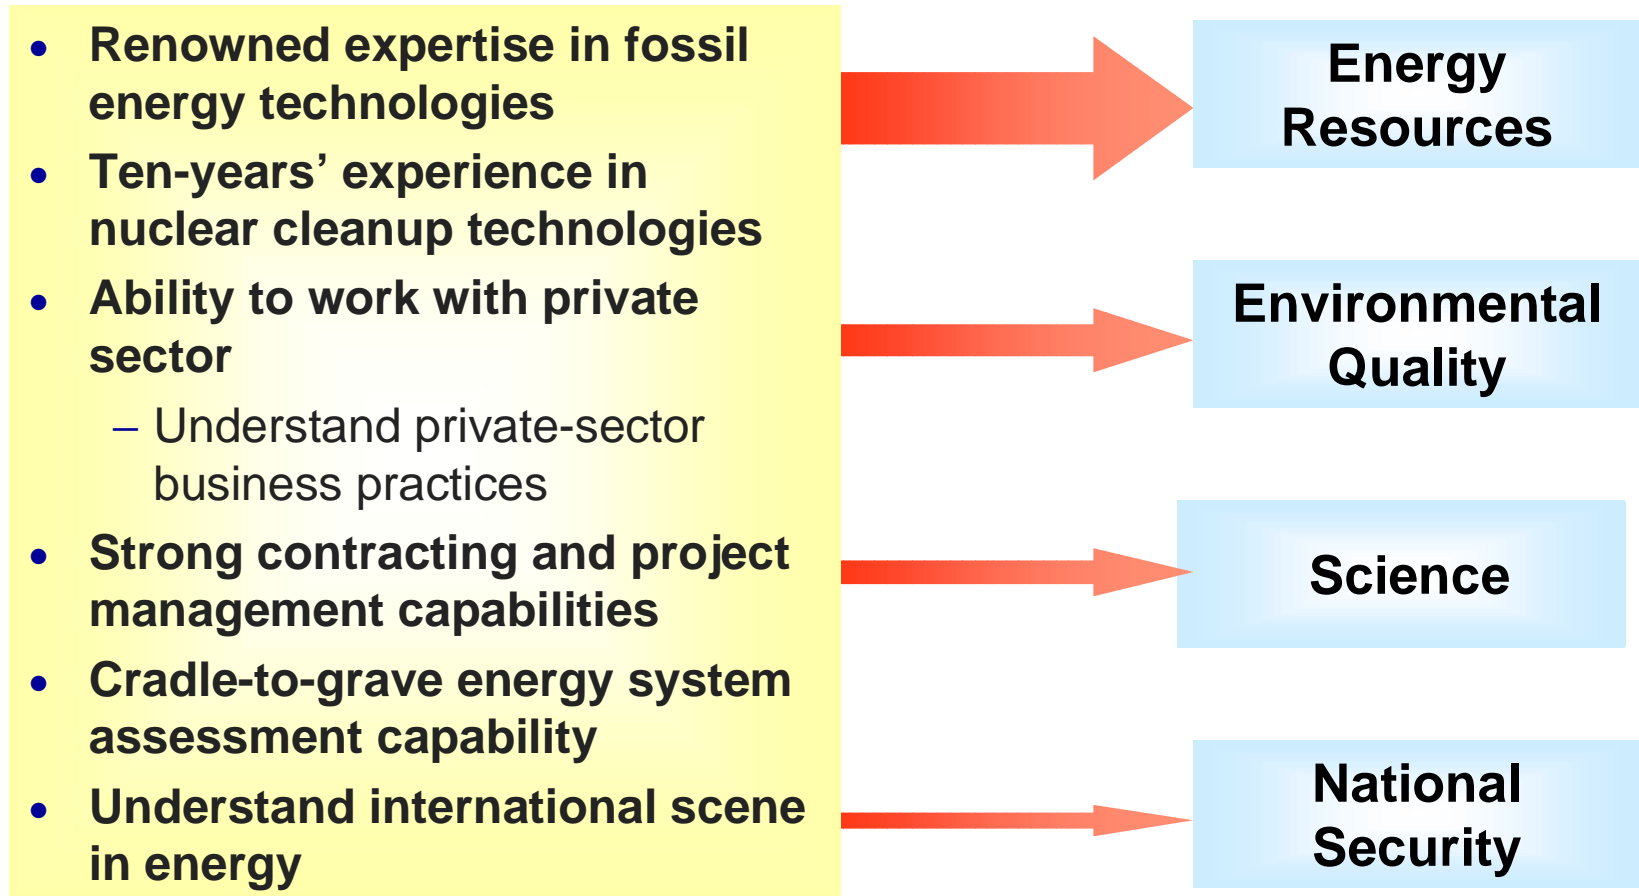 • Renowned expertise in fossil
energy technologies
• Ten-years’ experience in
nuclear cleanup technologies
• Ability to work with private
sector
– Understand private-sector
business practices
• Strong contracting and project
management capabilities
• Cradle-to-grave energy system
assessment capability
• Understand international scene
in energy
Energy
Resources
Environmental
Quality
Science
National
Security